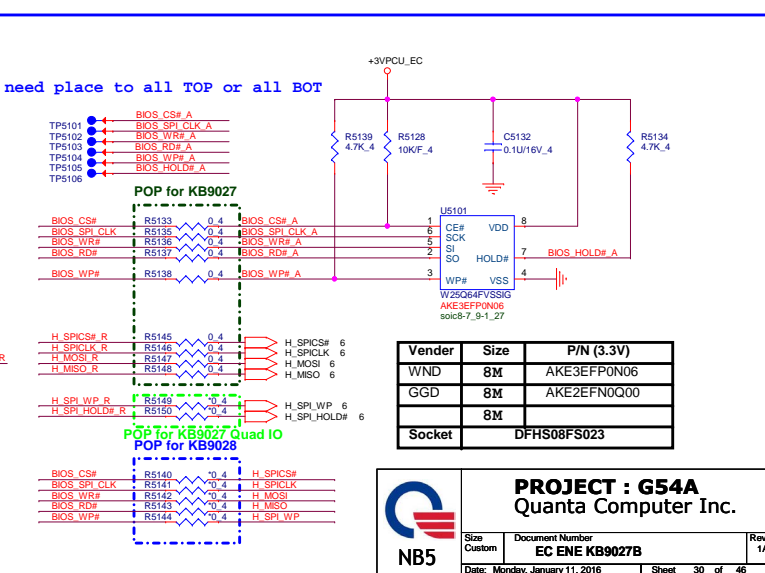 +3VPCU_EC
need place to all TOP or all BOT
TP5101 BIOS_CS#_A
TP5102 BIOS_SPI_CLK_A
TP5103 BIOS_WR#_A
TP5104 BIOS_RD#_A
TP5105 BIOS_WP#_A
TP5106 BIOS_HOLD#_A
R5139 4.7K_4
R5128 10K/F_4
C5132 0.1U/16V_4
R5134 4.7K_4
POP for KB9027
BIOS_CS# R5133 0_4 BIOS_CS#_A
BIOS_SPI_CLK R5135 0_4 BIOS_SPI_CLK_A
BIOS_WR# R5136 0_4 BIOS_WR#_A
BIOS_RD# R5137 0_4 BIOS_RD#_A
BIOS_WP# R5138 0_4 BIOS_WP#_A
U5101
1 CE# VDD 8
6 SCK
5 SI
2 SO HOLD# 7 BIOS_HOLD#_A
3 WP# VSS 4
W25Q64FVSSIG
AKE3EFP0N06
soic8-7_9-1_27
R
H_SPICS#_R R5145 0_4 H_SPICS# 6
H_SPICLK_R R5146 0_4 H_SPICLK 6
H_MOSI_R R5147 0_4 H_MOSI 6
H_MISO_R R5148 0_4 H_MISO 6
H_SPI_WP_R R5149 *0_4 H_SPI_WP 6
H_SPI_HOLD#_R R5150 *0_4 H_SPI_HOLD# 6
POP for KB9027 Quad IO
POP for KB9028
BIOS_CS# R5140 *0_4 H_SPICS#
BIOS_SPI_CLK R5141 *0_4 H_SPICLK
BIOS_WR# R5142 *0_4 H_MOSI
BIOS_RD# R5143 *0_4 H_MISO
BIOS_WP# R5144 *0_4 H_SPI_WP
Vender Size P/N (3.3V)
WND 8M AKE3EFP0N06
GGD 8M AKE2EFN0Q00
8M
Socket DFHS08FS023
PROJECT : G54A
Quanta Computer Inc.
NB5
Size Custom
Document Number
EC ENE KB9027B
Rev
Date: Monday, January 11, 2016 Sheet 30 of 46